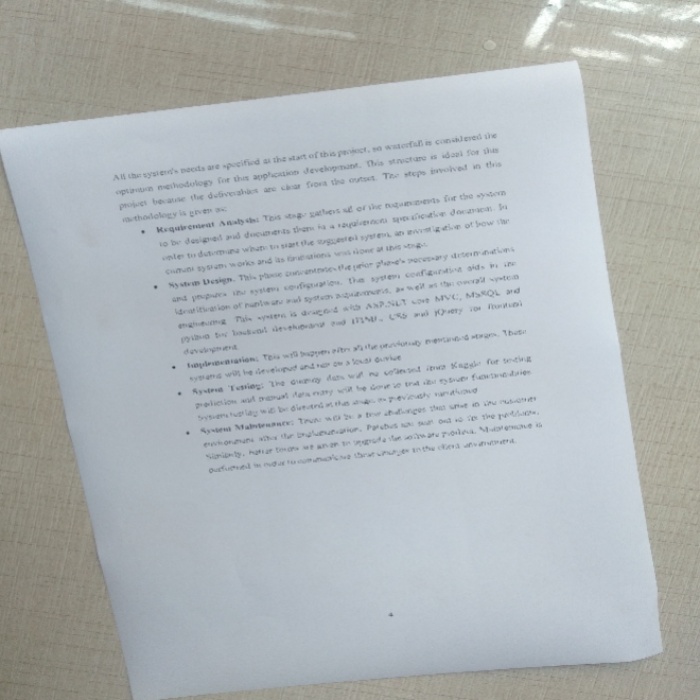 All the system's needs are specified at the start of this project, so waterfall is considered the
optimum methodology for this application development. This structure is ideal for this
project because the deliverables are clear from the outset. The steps involved in this
methodology is given as:
• Requirement Analysis: This stage gathers all of the requirements for the system
to be designed and documents them in a requirement specification document. In
order to determine when to start the suggested system, an investigation of how the
current system works and its limitations was done at this stage.
• System Design. This phase the prior phase's necessary determinations
and prepares the system configuration. The system configuration aids in the
identification of hardware and system requirements, as well as the overall system
engineering. This system is designed with ASP.NET core MVC, MsSQL and
python for backend development and HTML, CSS and jQuery for frontend
development.
• Implementation: This will happen after all the previously mentioned stages. These
systems will be developed and run on a local
• System Testing: The dummy data will be collected from Kaggle for testing
prediction and manual data entry will be done to test the system functionalities
System testing will be directed at this stage as previously mentioned
• System Maintenance: There will be a few challenges that arise in the customer
environment after the implementation. Patches are sent out to fix the problems.
Similarly, better forms are given to upgrade the software product. Maintenance is
performed in order to these changes in the client environment.